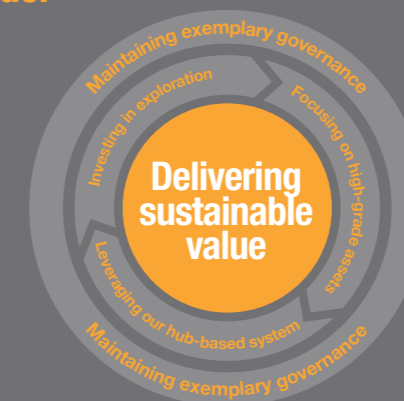 Maintaining exemplary governance
Investing in exploration
Focusing on high-grade assets
Delivering
sustainable
value
Leveraging our hub-based system
Maintaining exemplary governance